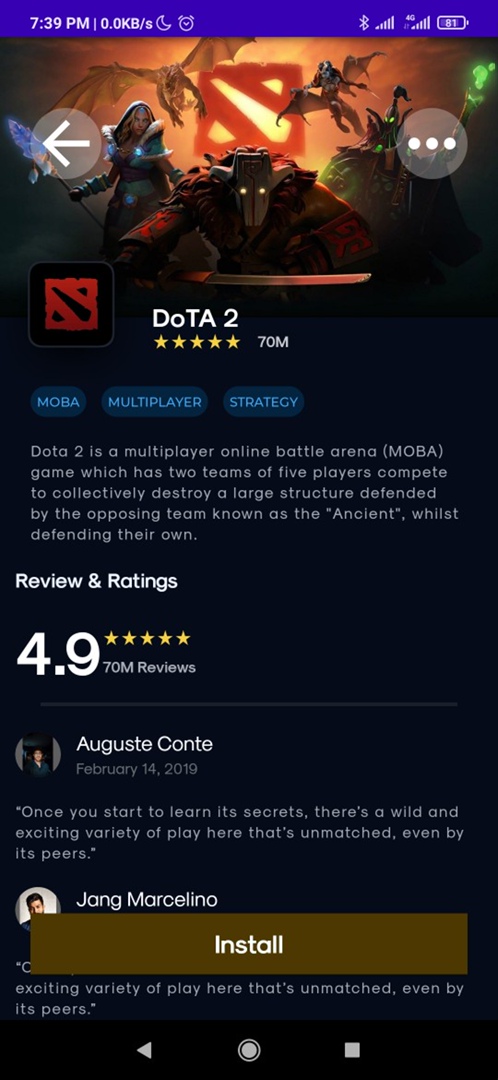 7:39 PM | 0.0KB/s
4G
81
DoTA 2
70M
MOBA
MULTIPLAYER
STRATEGY
Dota 2 is a multiplayer online battle arena (MOBA)
game which has two teams of five players compete
to collectively destroy a large structure defended
by the opposing team known as the "Ancient", whilst
defending their own.
Review & Ratings
4.9
70M Reviews
Auguste Conte
February 14, 2019
“Once you start to learn its secrets, there’s a wild and
exciting variety of play here that’s unmatched, even by
its peers.”
Jang Marcelino
Install
exciting variety of play here that’s unmatched, even by
its peers.”